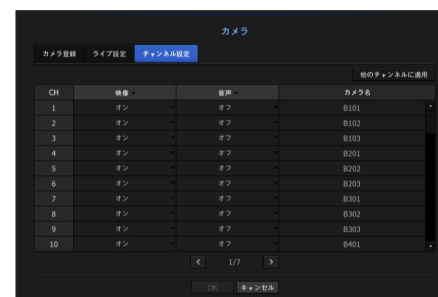 カメラ
カメラ登録 ライブ設定 チャンネル設定
他のチャンネルに適用
CH 映像 音声 カメラ名
1 オン オフ B101
2 オン オフ B102
3 オン オフ B103
4 オン オフ B201
5 オン オフ B202
6 オン オフ B203
7 オン オフ B301
8 オン オフ B302
9 オン オフ B303
10 オン オフ B401
< 1/7 >
OK キャンセル